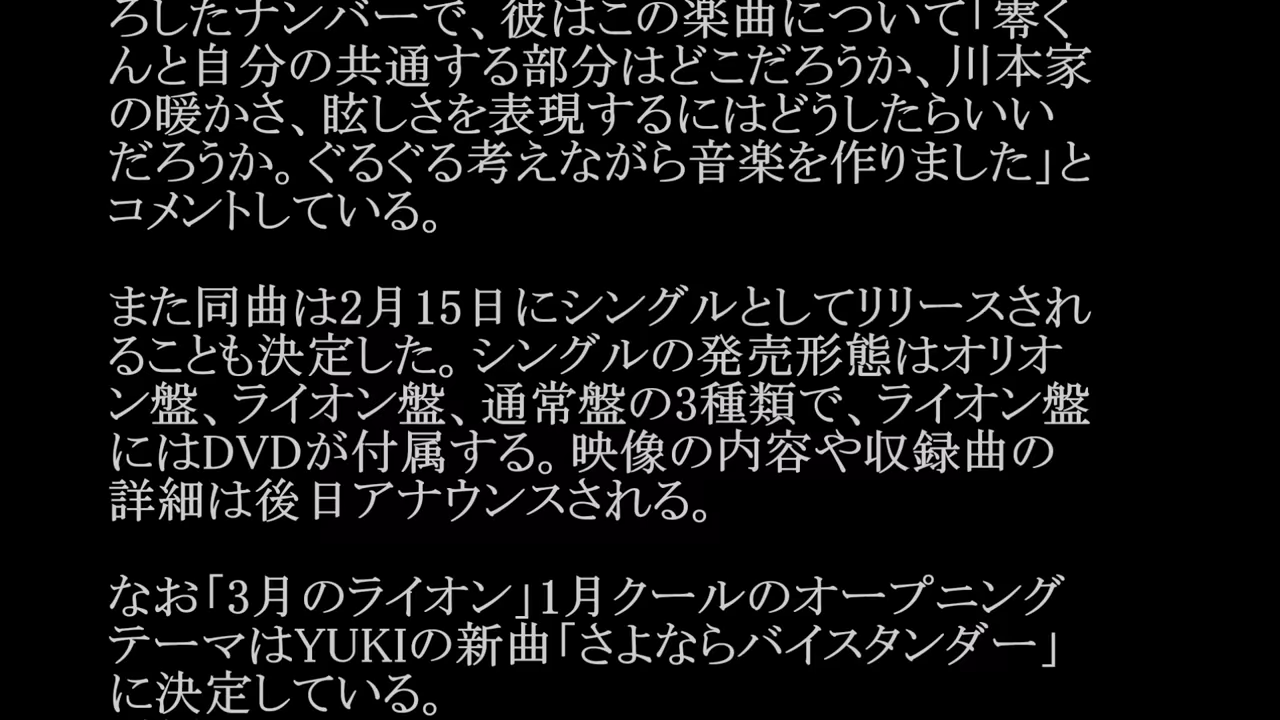 ろしたナンバーで、彼はこの楽曲について「零く
んと自分の共通する部分はどこだろうか、川本家
の暖かさ、眩しさを表現するにはどうしたらいい
だろうか。ぐるぐる考えながら音楽を作りました」と
コメントしている。
また同曲は2月15日にシングルとしてリリースされ
ることも決定した。シングルの発売形態はオリオ
ン盤、ライオン盤、通常盤の3種類で、ライオン盤
にはDVDが付属する。映像の内容や収録曲の
詳細は後日アナウンスされる。
なお「3月のライオン」1月クールのオープニング
テーマはYUKIの新曲「さよならバイスタンダー」
に決定している。